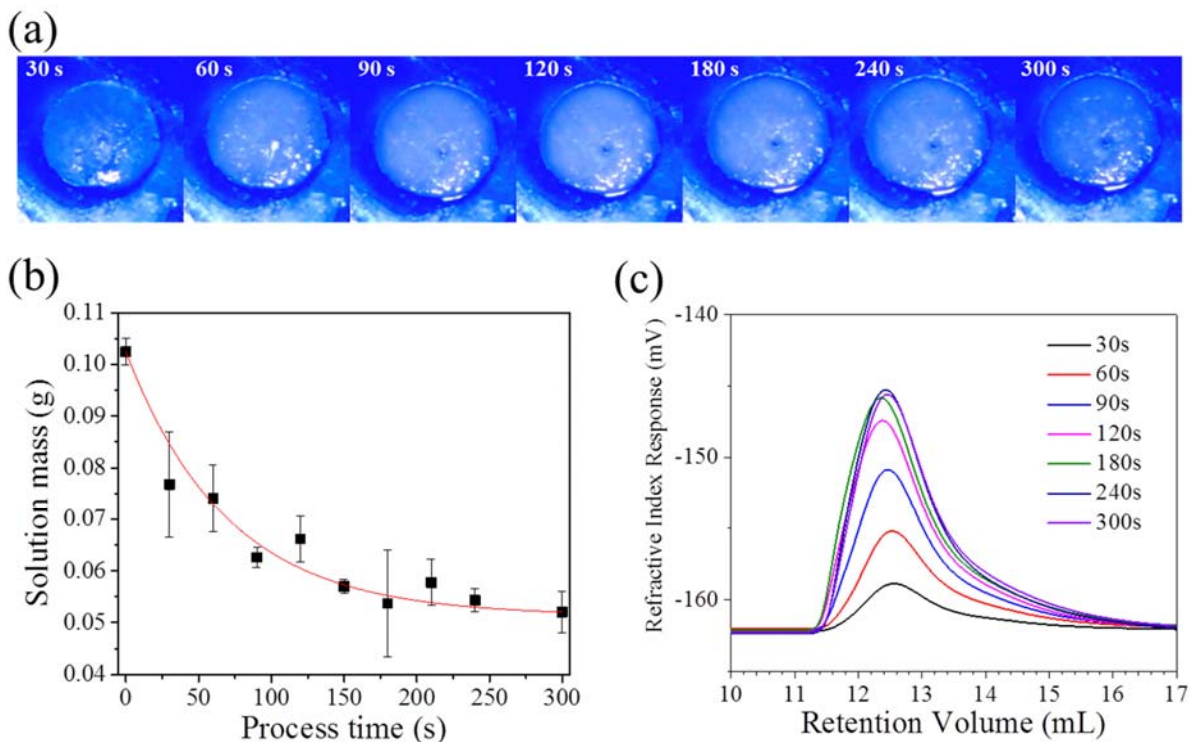 (a)
30 s 60 s 90 s 120 s 180 s 240 s 300 s
(b)
0.11
0.10
0.09
0.08
0.07
0.06
0.05
0.04
Solution mass (g)
0 50 100 150 200 250 300
Process time (s)
(c)
-140
-150
-160
Refractive Index Response (mV)
30s
60s
90s
120s
180s
240s
300s
10 11 12 13 14 15 16 17
Retention Volume (mL)